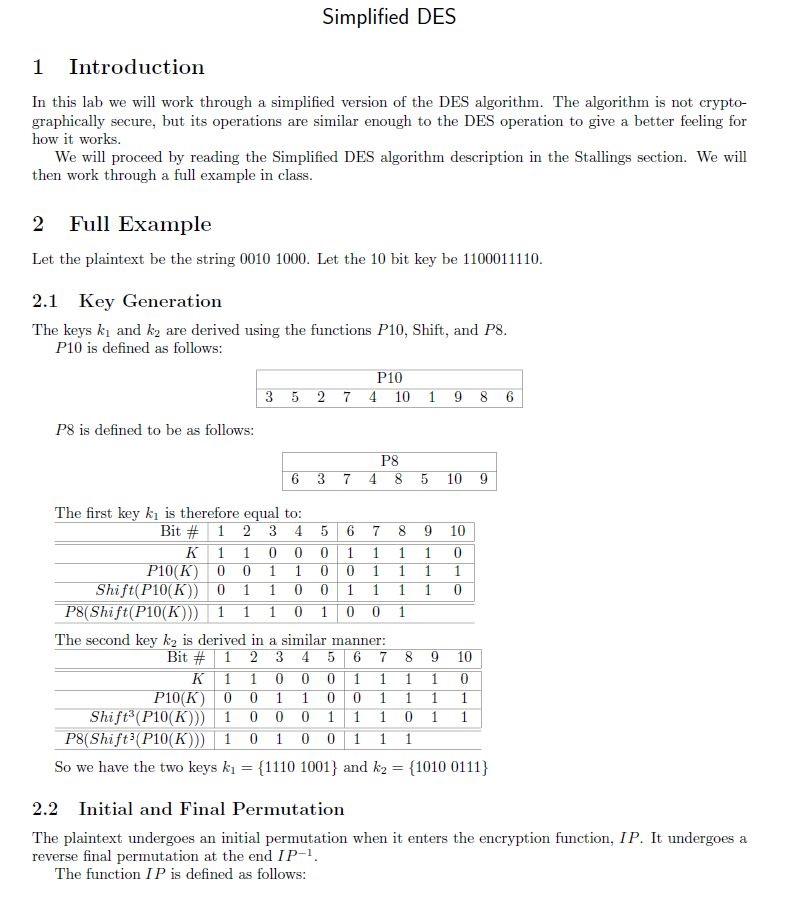 Simplified DES
1 Introduction
In this lab we will work through a simplified version of the DES algorithm. The algorithm is not crypto-
graphically secure, but its operations are similar enough to the DES operation to give a better feeling for
how it works.
We will proceed by reading the Simplified DES algorithm description in the Stallings section. We will
then work through a full example in class.
2 Full Example
Let the plaintext be the string 0010 1000. Let the 10 bit key be 1100011110.
2.1 Key Generation
The keys k₁ and k₂ are derived using the functions P10, Shift, and P8.
P10 is defined as follows:
P10
3 5 2 7 4 10 1 9 8 6
P8 is defined to be as follows:
P8
6 3 7 4 8 5 10 9
The first key k₁ is therefore equal to:
Bit # 1 2 3 4 5 6 7 8 9 10
K 1 1 0 0 0 1 1 1 1 0
P10(K) 0 0 1 1 0 0 1 1 1 1
Shift(P10(K)) 0 1 1 0 0 1 1 1 1 0
P8(Shift(P10(K))) 1 1 1 0 1 0 0 1
The second key k₂ is derived in a similar manner:
Bit # 1 2 3 4 5 6 7 8 9 10
K 1 1 0 0 0 1 1 1 1 0
P10(K) 0 0 1 1 0 0 1 1 1 1
Shift³(P10(K))) 1 0 0 0 1 1 1 0 1 1
P8(Shift³(P10(K))) 1 0 1 0 0 1 1 1
So we have the two keys k₁ = {1110 1001} and k₂ = {1010 0111}
2.2 Initial and Final Permutation
The plaintext undergoes an initial permutation when it enters the encryption function, IP. It undergoes a
reverse final permutation at the end IP⁻¹.
The function IP is defined as follows: